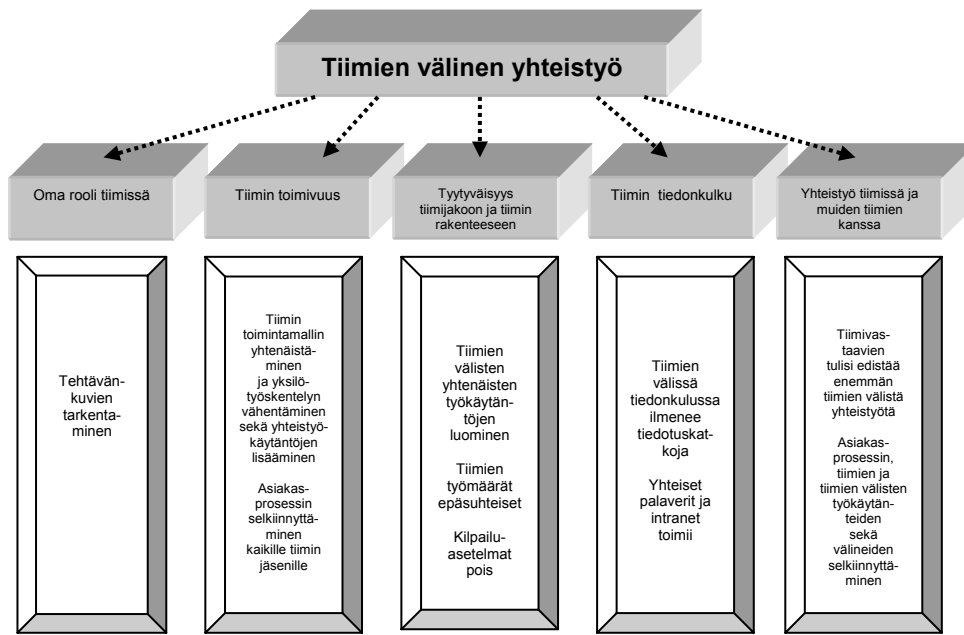 Tiimien välinen yhteistyö
Oma rooli tiimissä
Tiimin toimivuus
Tyytyväisyys
tiimijakoon ja tiimin
rakenteeseen
Tiimin tiedonkulku
Yhteistyö tiimissä ja
muiden tiimien
kanssa
Tehtävän-
kuvien
tarkenta-
minen
Tiimin
toimintamallin
yhtenäistä-
minen
ja yksilö-
työskentelyn
vähentäminen
sekä yhteistyö-
käytäntöjen
lisääminen
Asiakas-
prosessin
selkiinnyttä-
minen
kaikille tiimin
jäsenille
Tiimien
välisten
yhtenäisten
työkäytän-
töjen
luominen
Tiimien
työmäärät
epäsuhteiset
Kilpailu-
asetelmat
pois
Tiimien
välissä
tiedonkulussa
ilmenee
tiedotuskat-
koja
Yhteiset
palaverit ja
intranet
toimii
Tiimivas-
taavien
tulisi edistää
enemmän
tiimien välistä
yhteistyötä
Asiakas-
prosessin,
tiimien ja
tiimien välisten
työkäytän-
teiden
sekä
välineiden
selkiinnyttä-
minen